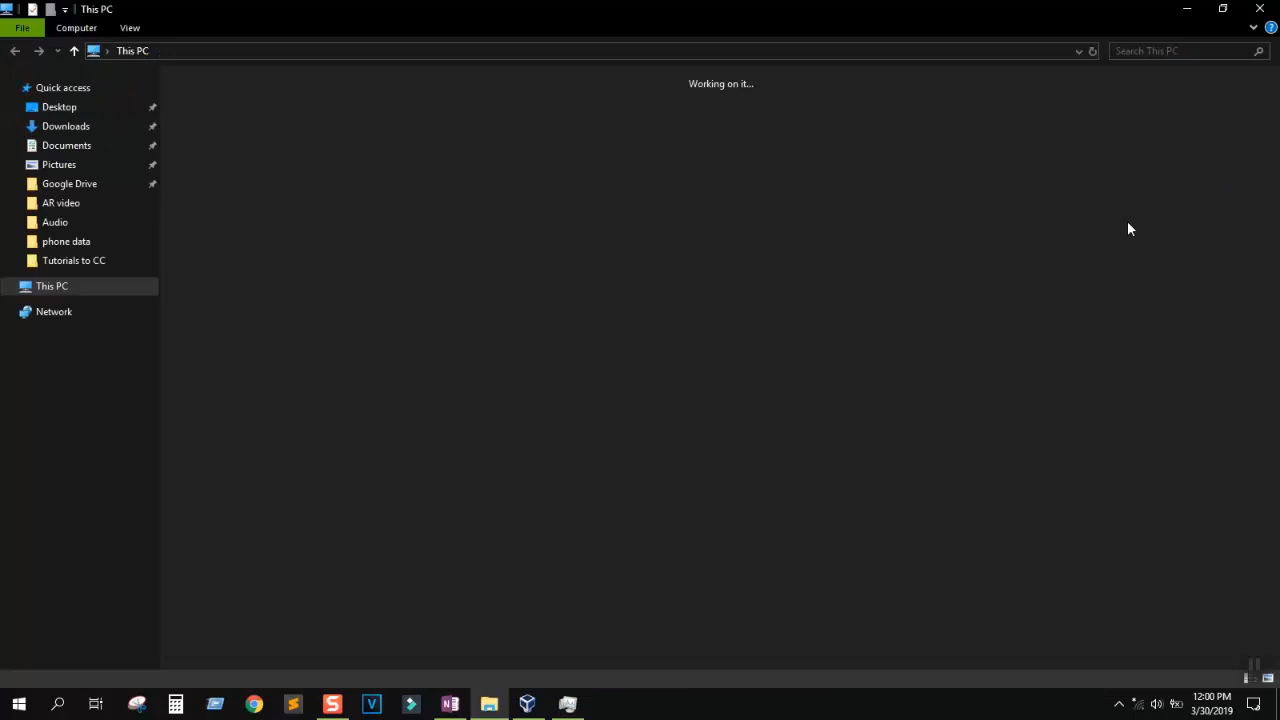 This PC
File Computer View
This PC
Search This PC
Working on it...
Quick access
Desktop
Downloads
Documents
Pictures
Google Drive
AR video
Audio
phone data
Tutorials to CC
This PC
Network
S V N
12:00 PM
3/30/2019